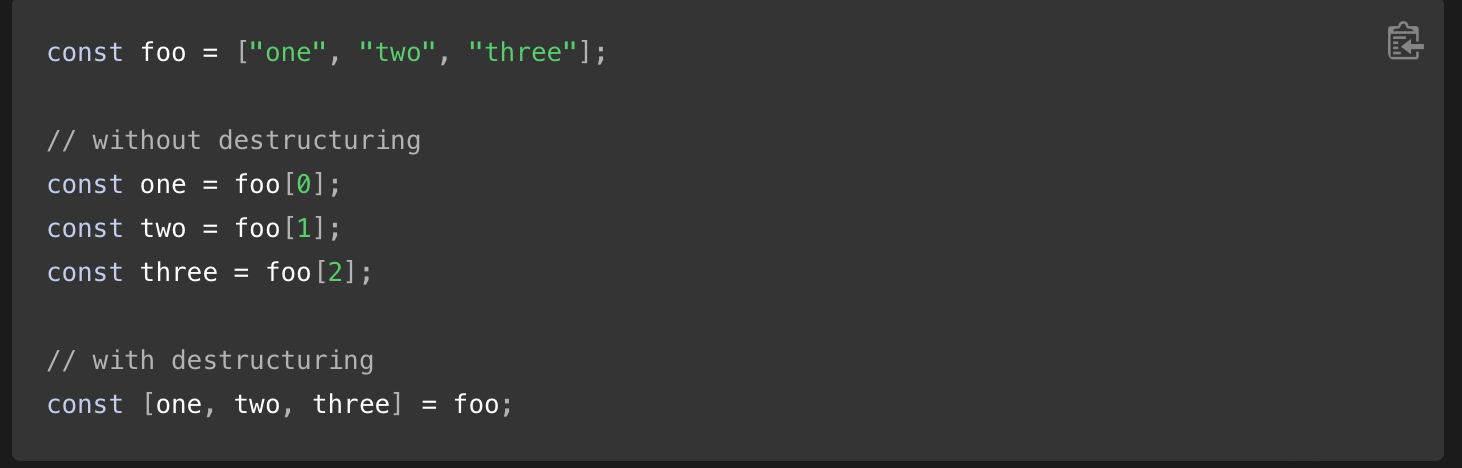 const foo = ["one", "two", "three"];
// without destructuring
const one = foo[0];
const two = foo[1];
const three = foo[2];
// with destructuring
const [one, two, three] = foo;